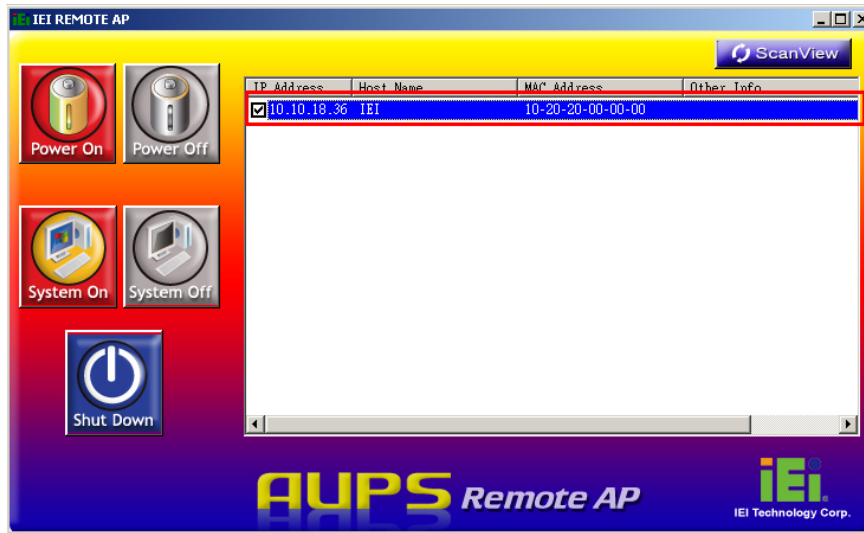 IEI REMOTE AP
ScanView
IP Address Host Name MAC Address Other Info
10.10.18.36 IEI 10-20-20-00-00-00
Power On Power Off
System On System Off
Shut Down
AUPS Remote AP
iEi
IEI Technology Corp.